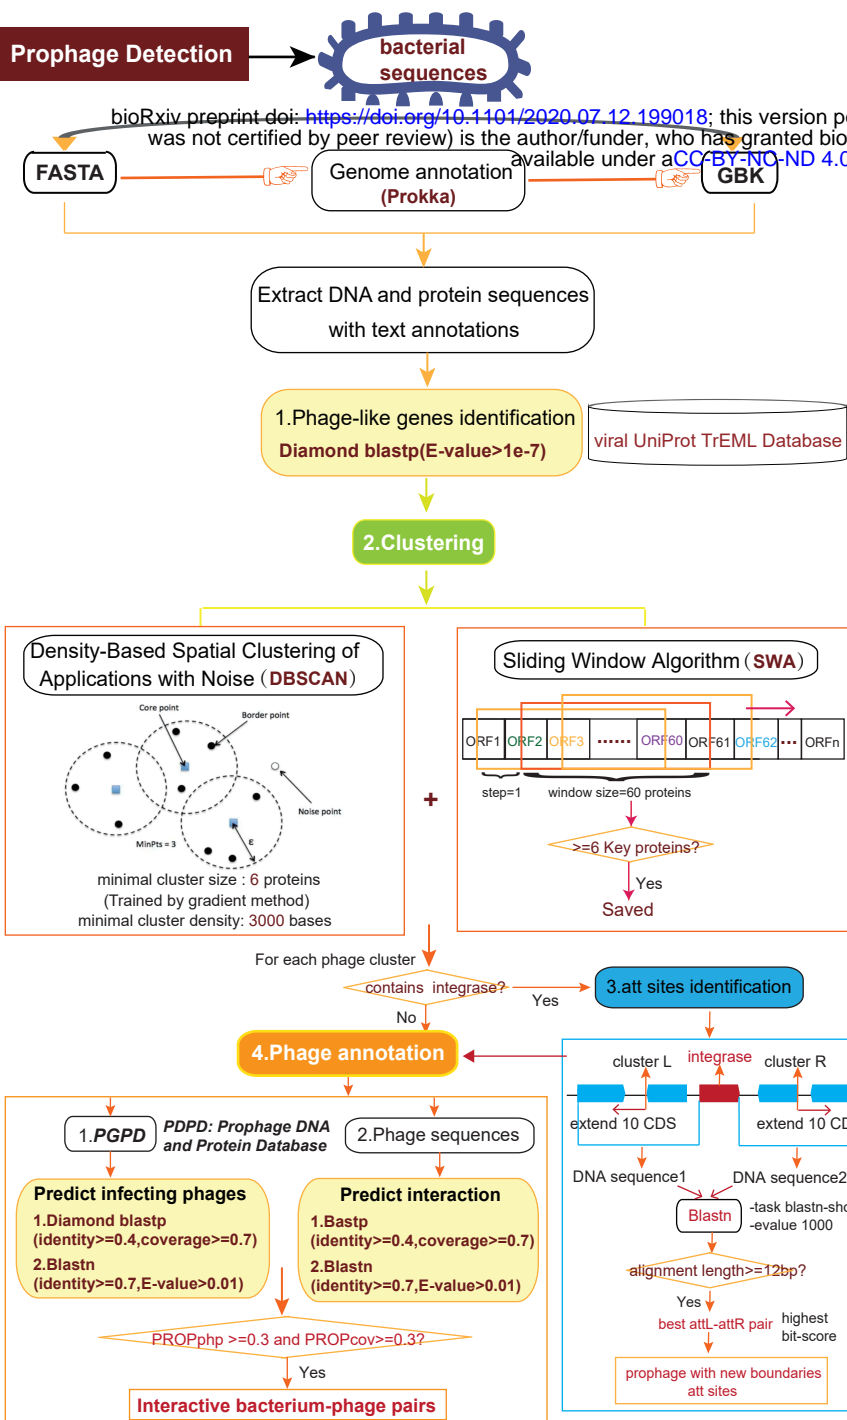 Prophage Detection
bacterial
sequences
bioRxiv preprint doi: https://doi.org/10.1101/2020.07.12.199018; this version po
was not certified by peer review) is the author/funder, who has granted bio
available under aCC-BY-NC-ND 4.0
FASTA
Genome annotation
(Prokka)
GBK
Extract DNA and protein sequences
with text annotations
1.Phage-like genes identification
Diamond blastp(E-value>1e-7)
viral UniProt TrEML Database
2.Clustering
Density-Based Spatial Clustering of
Applications with Noise (DBSCAN)
Core point
Border point
Noise point
MinPts = 3
ε
minimal cluster size : 6 proteins
(Trained by gradient method)
minimal cluster density: 3000 bases
+
Sliding Window Algorithm (SWA)
ORF1 ORF2 ORF3 ...... ORF60 ORF61 ORF62 ... ORFn
step=1
window size=60 proteins
>=6 Key proteins?
Yes
Saved
For each phage cluster
contains integrase?
Yes
No
3.att sites identification
4.Phage annotation
cluster L
integrase
cluster R
extend 10 CDS
extend 10 CD
DNA sequence1
DNA sequence2
Blastn
-task blastn-sho
-evalue 1000
alignment length>=12bp?
Yes
best attL-attR pair
highest
bit-score
prophage with new boundaries
att sites
1.PGPD
PDPD: Prophage DNA
and Protein Database
2.Phage sequences
Predict infecting phages
1.Diamond blastp
(identity>=0.4,coverage>=0.7)
2.Blastn
(identity>=0.7,E-value>0.01)
Predict interaction
1.Bastp
(identity>=0.4,coverage>=0.7)
2.Blastn
(identity>=0.7,E-value>0.01)
PROPphp >=0.3 and PROPcov>=0.3?
Yes
Interactive bacterium-phage pairs